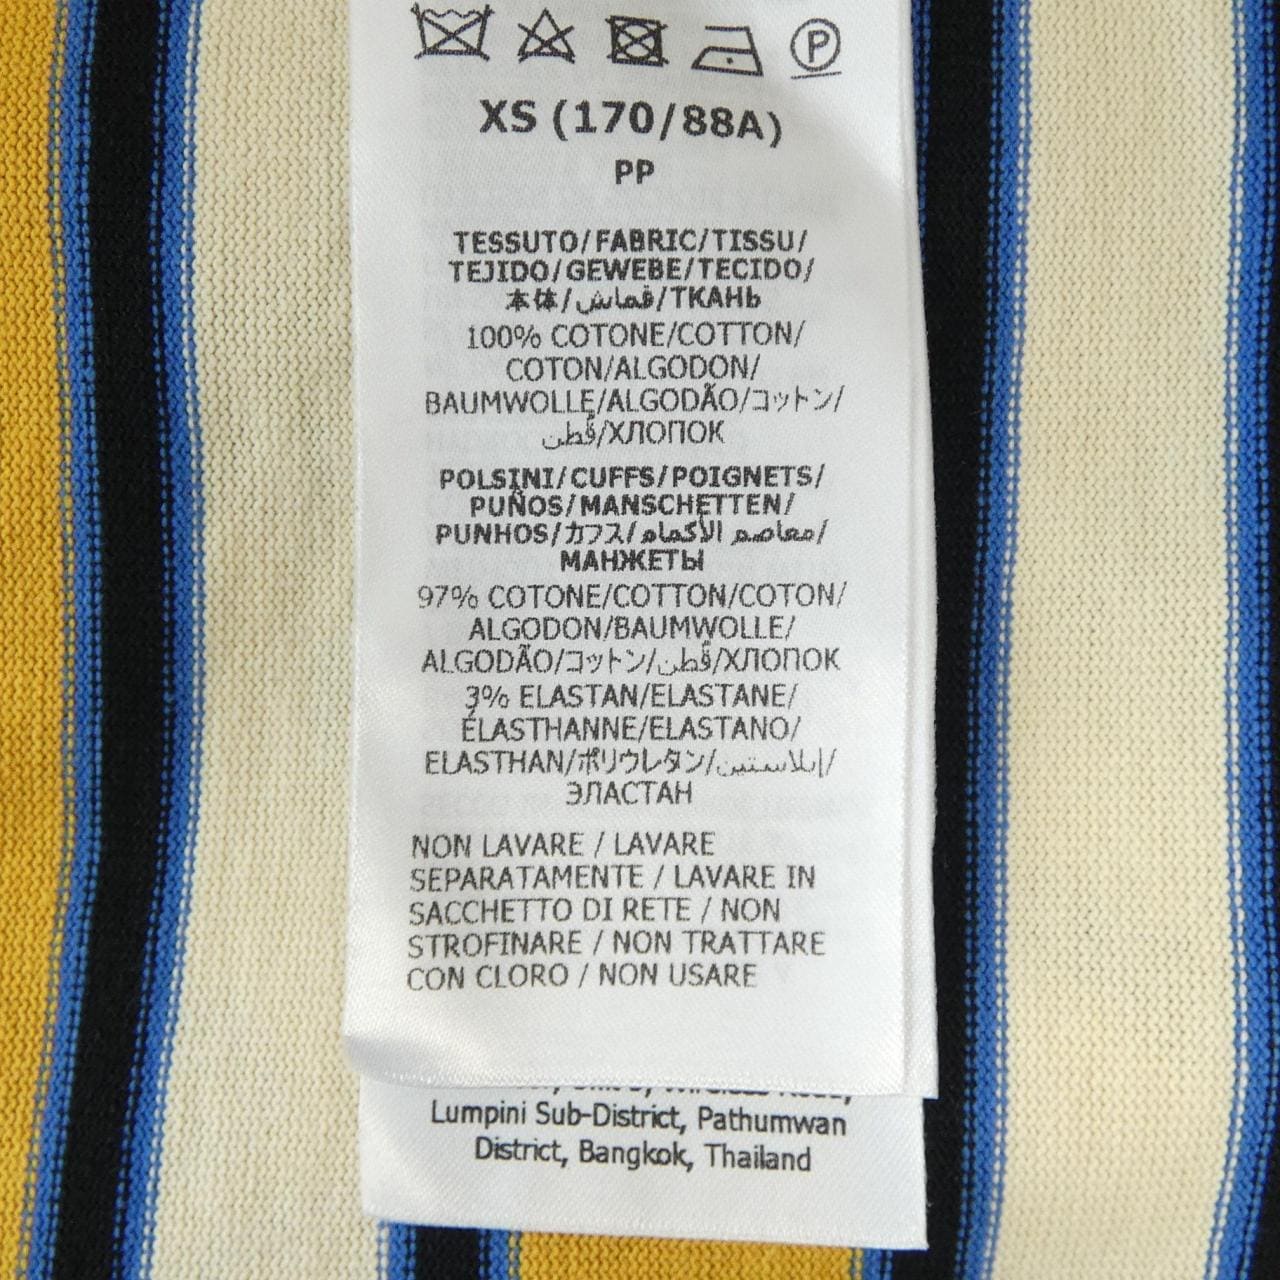 P
XS (170/88A)
PP
TESSUTO/FABRIC/TISSU/
TEJIDO/GEWEBE/TECIDO/
本体/قماش/ТКАНЬ
100% COTONE/COTTON/
COTON/ALGODON/
BAUMWOLLE/ALGODÃO/コットン/
قُطن/ХЛОПОК
POLSINI/CUFFS/POIGNETS/
PUÑOS/MANSCHETTEN/
PUNHOS/カフス/معاصم الأكمام/
МАНЖЕТЫ
97% COTONE/COTTON/COTON/
ALGODON/BAUMWOLLE/
ALGODÃO/コットン/قُطن/ХЛОПОК
3% ELASTAN/ELASTANE/
ÉLASTHANNE/ELASTANO/
ELASTHAN/ポリウレタン/إيلاستين/
ЭЛАСТАН
NON LAVARE / LAVARE
SEPARATAMENTE / LAVARE IN
SACCHETTO DI RETE / NON
STROFINARE / NON TRATTARE
CON CLORO / NON USARE
Lumpini Sub-District, Pathumwan
District, Bangkok, Thailand